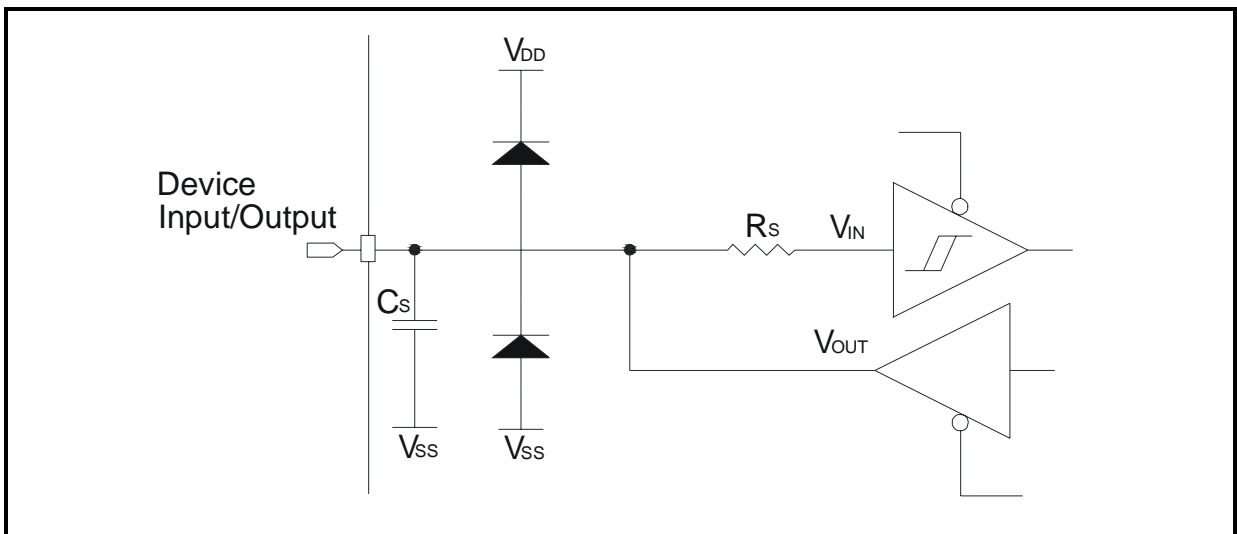 VDD
Device
Input/Output
RS
VIN
CS
VOUT
VSS
VSS